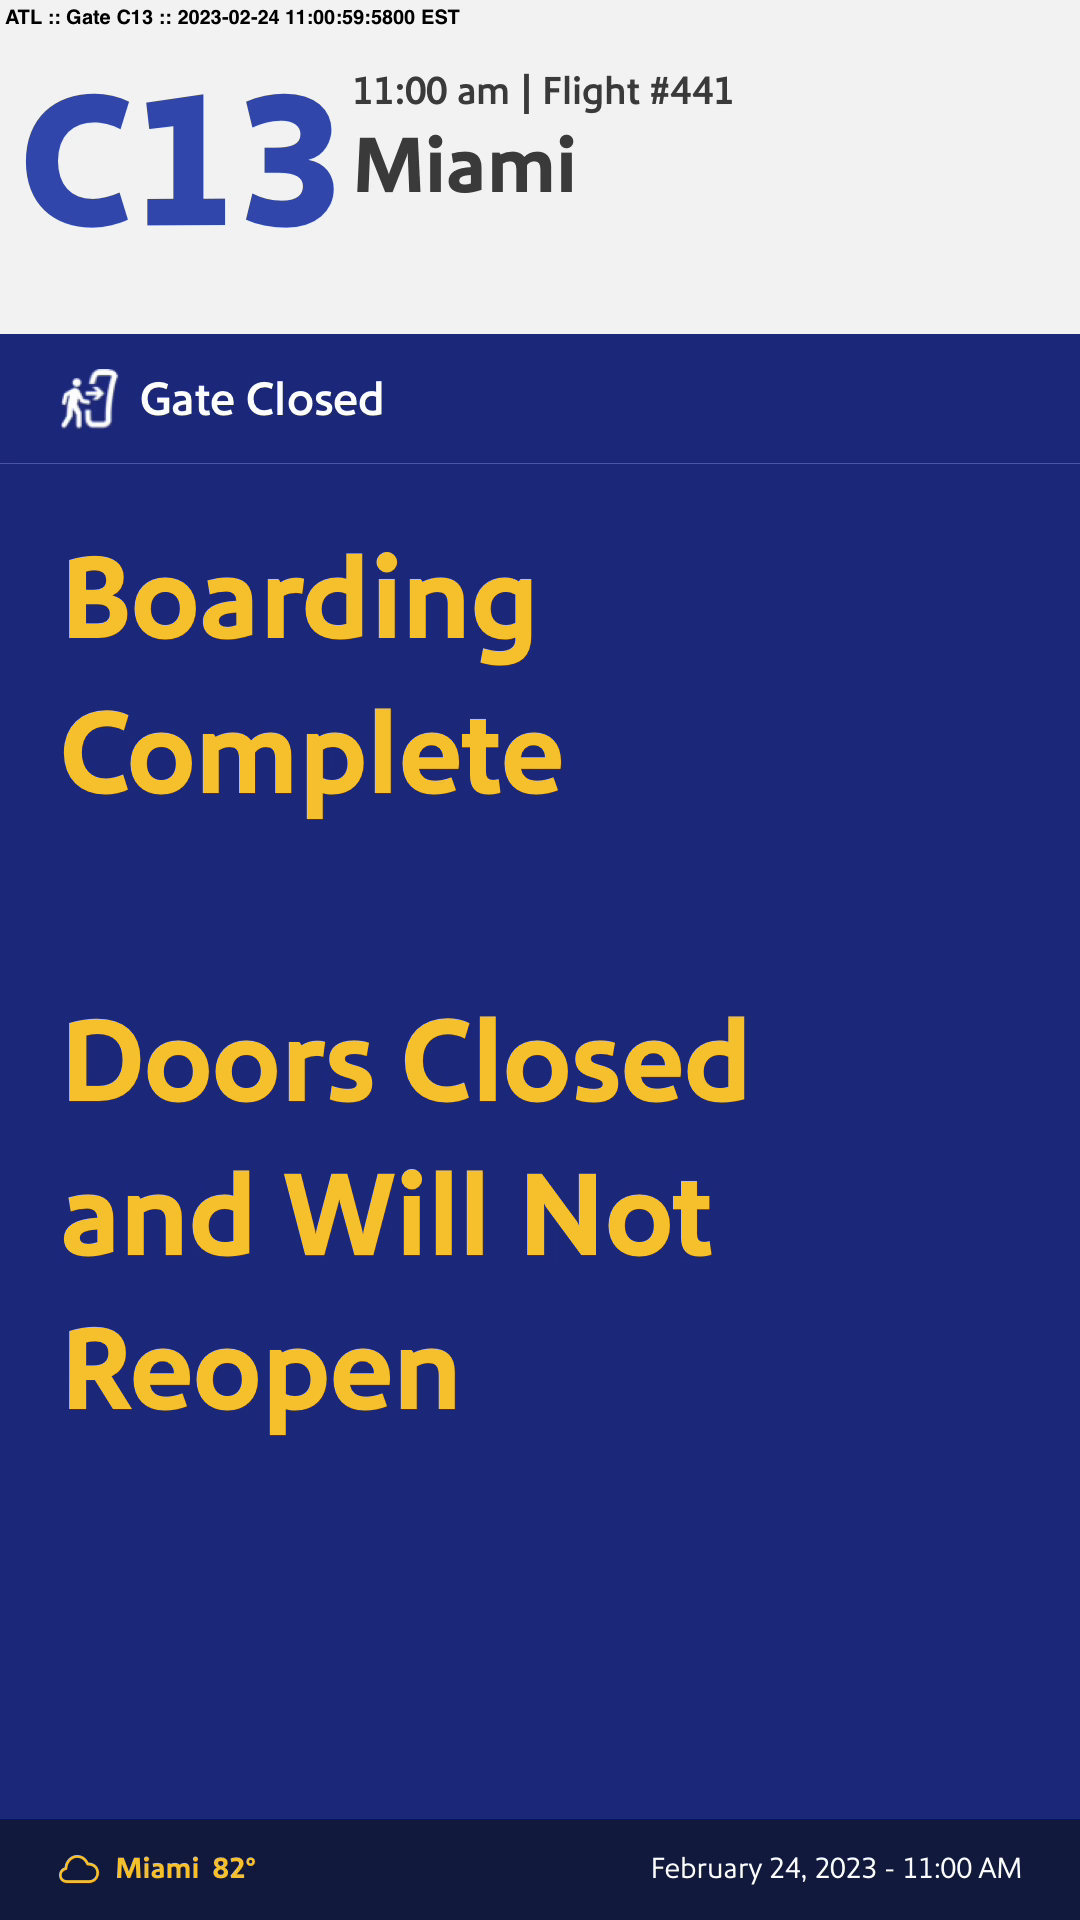 ATL :: Gate C13 :: 2023-02-24 11:00:59:5800 EST
C13
11:00 am | Flight #441
Miami
Gate Closed
Boarding
Complete
Doors Closed
and Will Not
Reopen
Miami 82°
February 24, 2023 - 11:00 AM